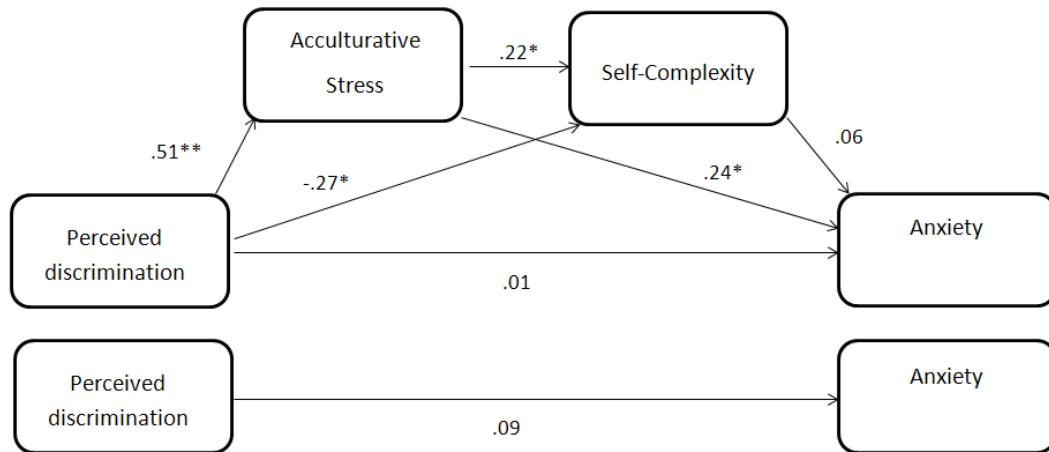 Acculturative
Stress
.22*
Self-Complexity
.51**
-.27*
.24*
.06
Perceived
discrimination
Anxiety
.01
Perceived
discrimination
Anxiety
.09